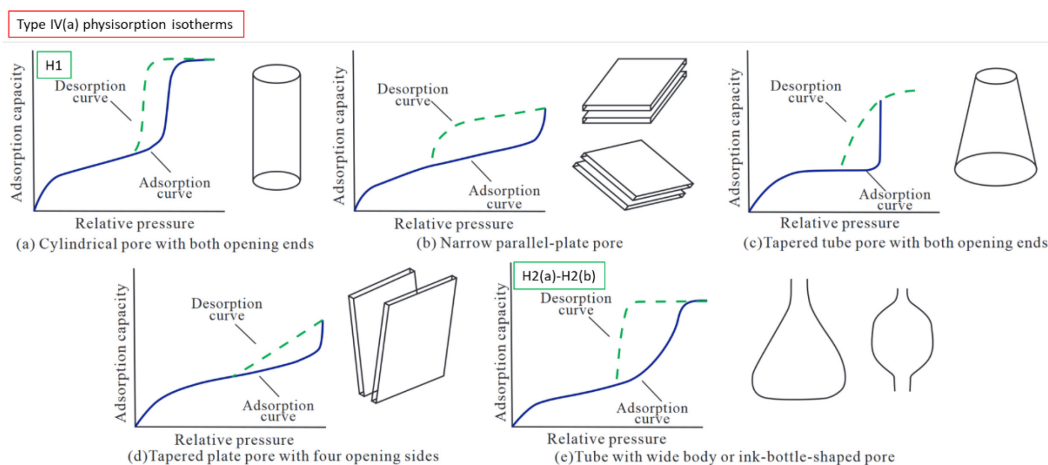 Type IV(a) physisorption isotherms
H1
Adsorption capacity
Desorption
curve
Adsorption
curve
Relative pressure
(a) Cylindrical pore with both opening ends
Adsorption capacity
Desorption
curve
Adsorption
curve
Relative pressure
(b) Narrow parallel-plate pore
Adsorption capacity
Desorption
curve
Adsorption
curve
Relative pressure
(c)Tapered tube pore with both opening ends
Adsorption capacity
Desorption
curve
Adsorption
curve
Relative pressure
(d)Tapered plate pore with four opening sides
H2(a)-H2(b)
Adsorption capacity
Desorption
curve
Adsorption
curve
Relative pressure
(e)Tube with wide body or ink-bottle-shaped pore